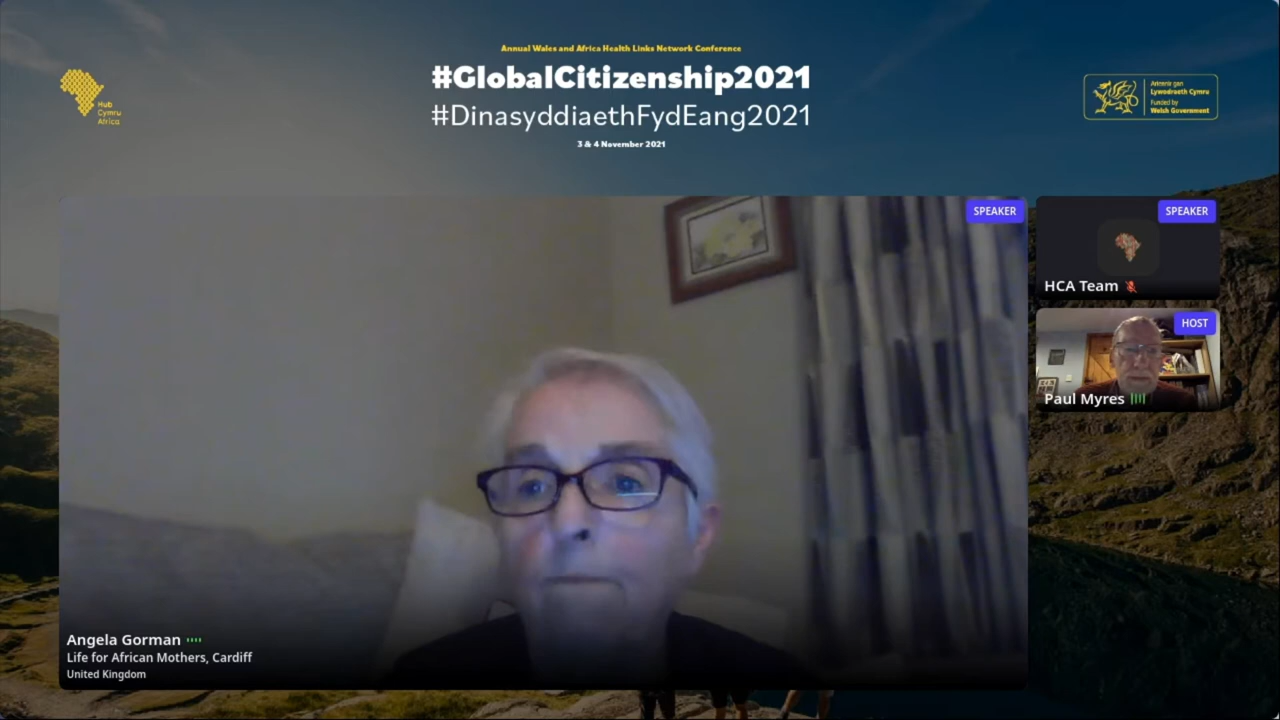 Annual Wales and Africa Health Links Network Conference
#GlobalCitizenship2021
#DinasyddiaethFydEang2021
3 & 4 November 2021
Hub
Cymru
Africa
Ariennir gan
Lywodraeth Cymru
Funded by
Welsh Government
SPEAKER
SPEAKER
HCA Team
HOST
Paul Myres
Angela Gorman
Life for African Mothers, Cardiff
United Kingdom